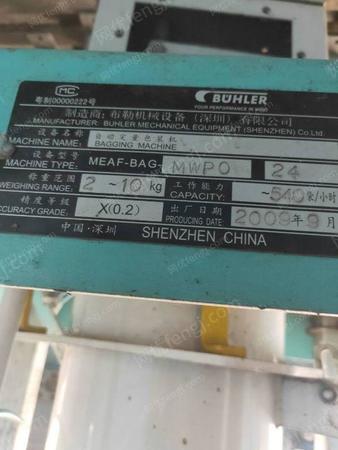 MC
粤制00000222号
BÜHLER
YOUR PERFORMANCE IN MIND
制造商：布勒机械设备（深圳）有限公司
MANUFACTURER: BUHLER MECHANICAL EQUIPMENT (SHENZHEN) Co.Ltd
设备名称 自动定量包装机
MACHINE NAME: BAGGING MACHINE
设备型号
MACHINE TYPE: MEAF-BAG-MWPO 24
称重范围 2-10kg 工作能力 ~540袋/小时
WEIGHING RANGE: CAPACITY:
精度等级 X(0.2) 出厂日期 2009年9月
ACCURACY GRADE: PRODUCING DATE
中国·深圳 SHENZHEN CHINA